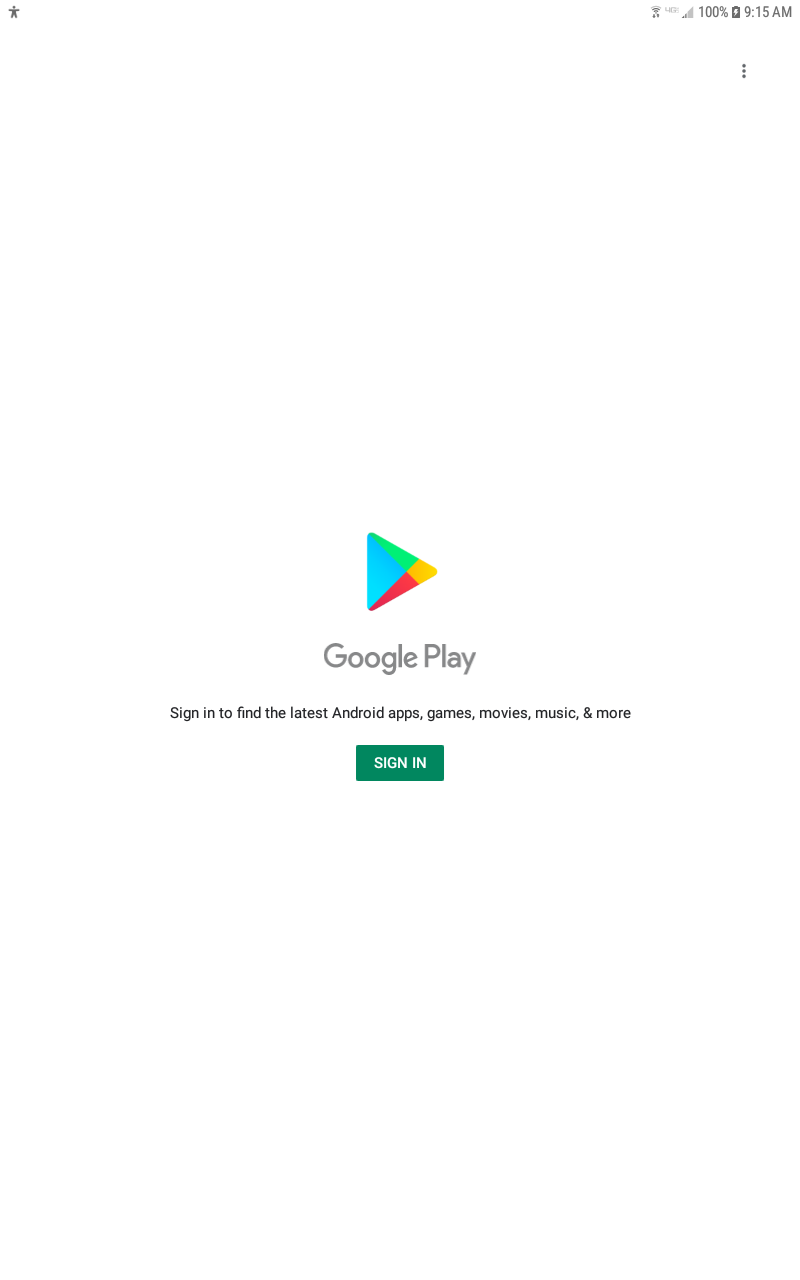 100% 9:15 AM
Google Play
Sign in to find the latest Android apps, games, movies, music, & more
SIGN IN